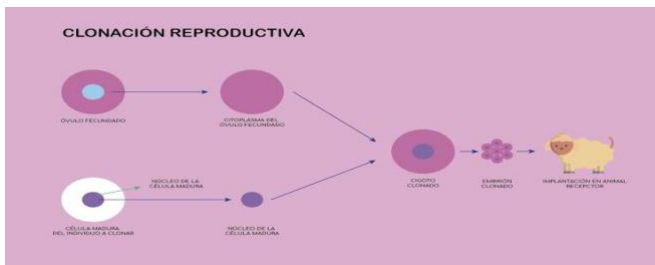 CLONACIÓN REPRODUCTIVA
ÓVULO FECUNDADO
CITOPLASMA DEL
ÓVULO FECUNDADO
NÚCLEO DE LA
CÉLULA MADURA
CÉLULA MADURA
DEL INDIVIDUO A CLONAR
NÚCLEO DE LA
CÉLULA MADURA
CIGOTO
CLONADO
EMBRIÓN
CLONADO
IMPLANTACIÓN EN ANIMAL
RECEPCTOR